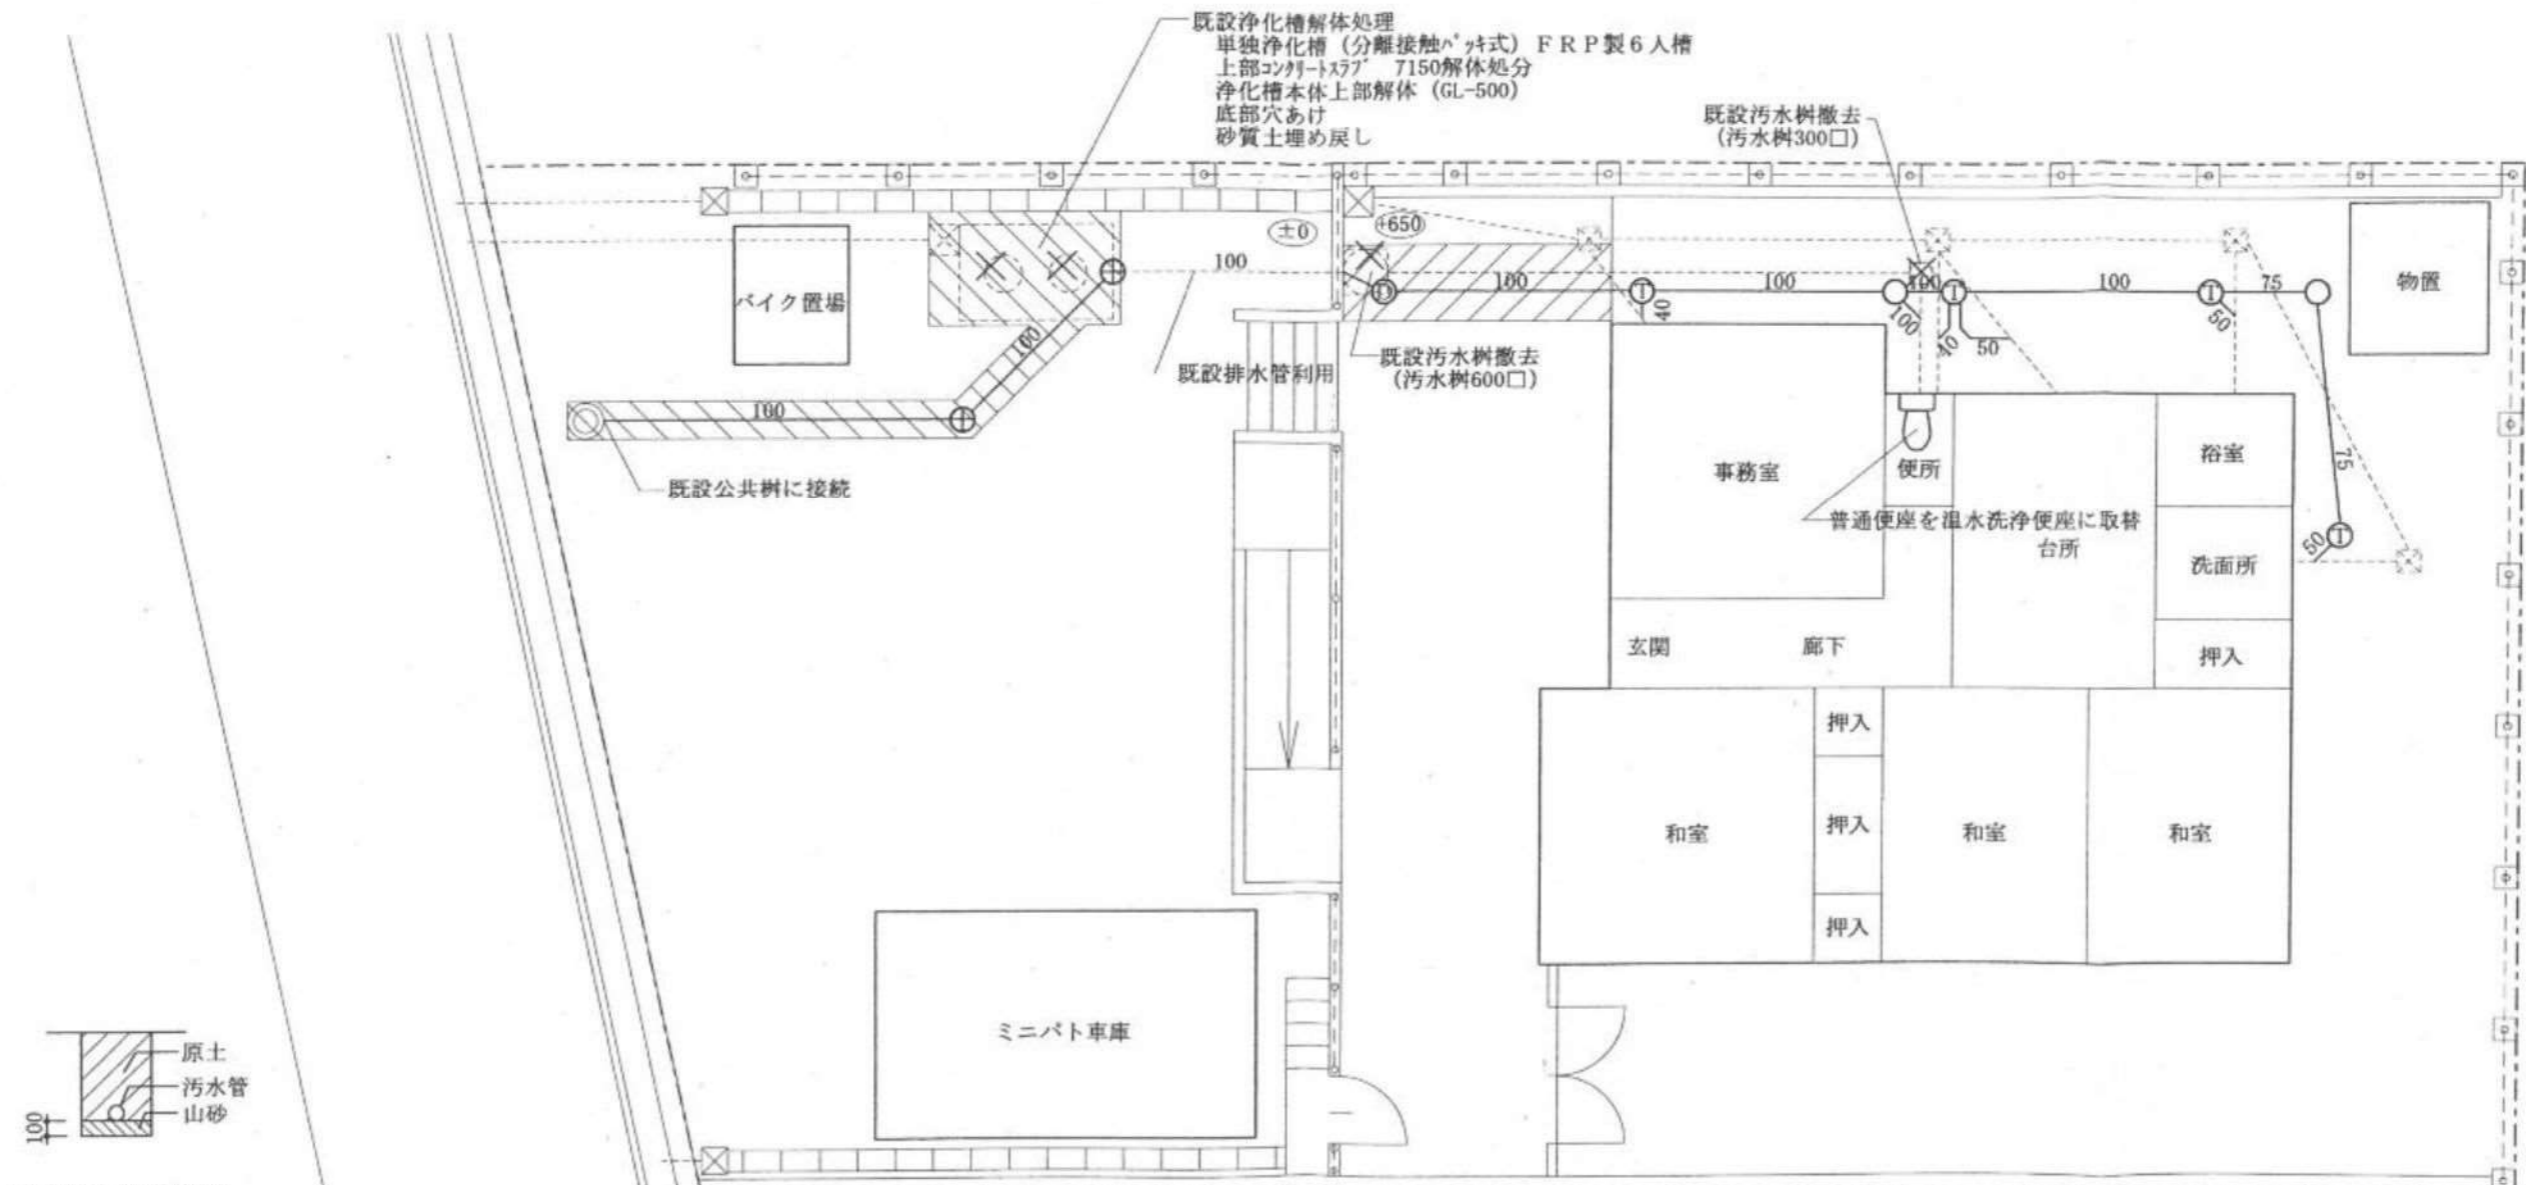 既設浄化槽解体処理
単独浄化槽（分離接触バッキ式）ＦＲＰ製６人槽
上部コンクリートスラブ 7150解体処分
浄化槽本体上部解体（GL-500）
底部穴あけ
砂質土埋め戻し
既設汚水桝撤去
（汚水桝300□）
±0
+650
100
100
100
100
100
75
物置
バイク置場
40
100
40
50
50
100
既設汚水桝撤去
（汚水桝600□）
既設排水管利用
100
既設公共桝に接続
事務室
便所
浴室
75
普通便座を温水洗浄便座に取替
台所
洗面所
50
玄関
廊下
押入
押入
和室
押入
和室
和室
押入
ミニパト車庫
原土
汚水管
山砂
100